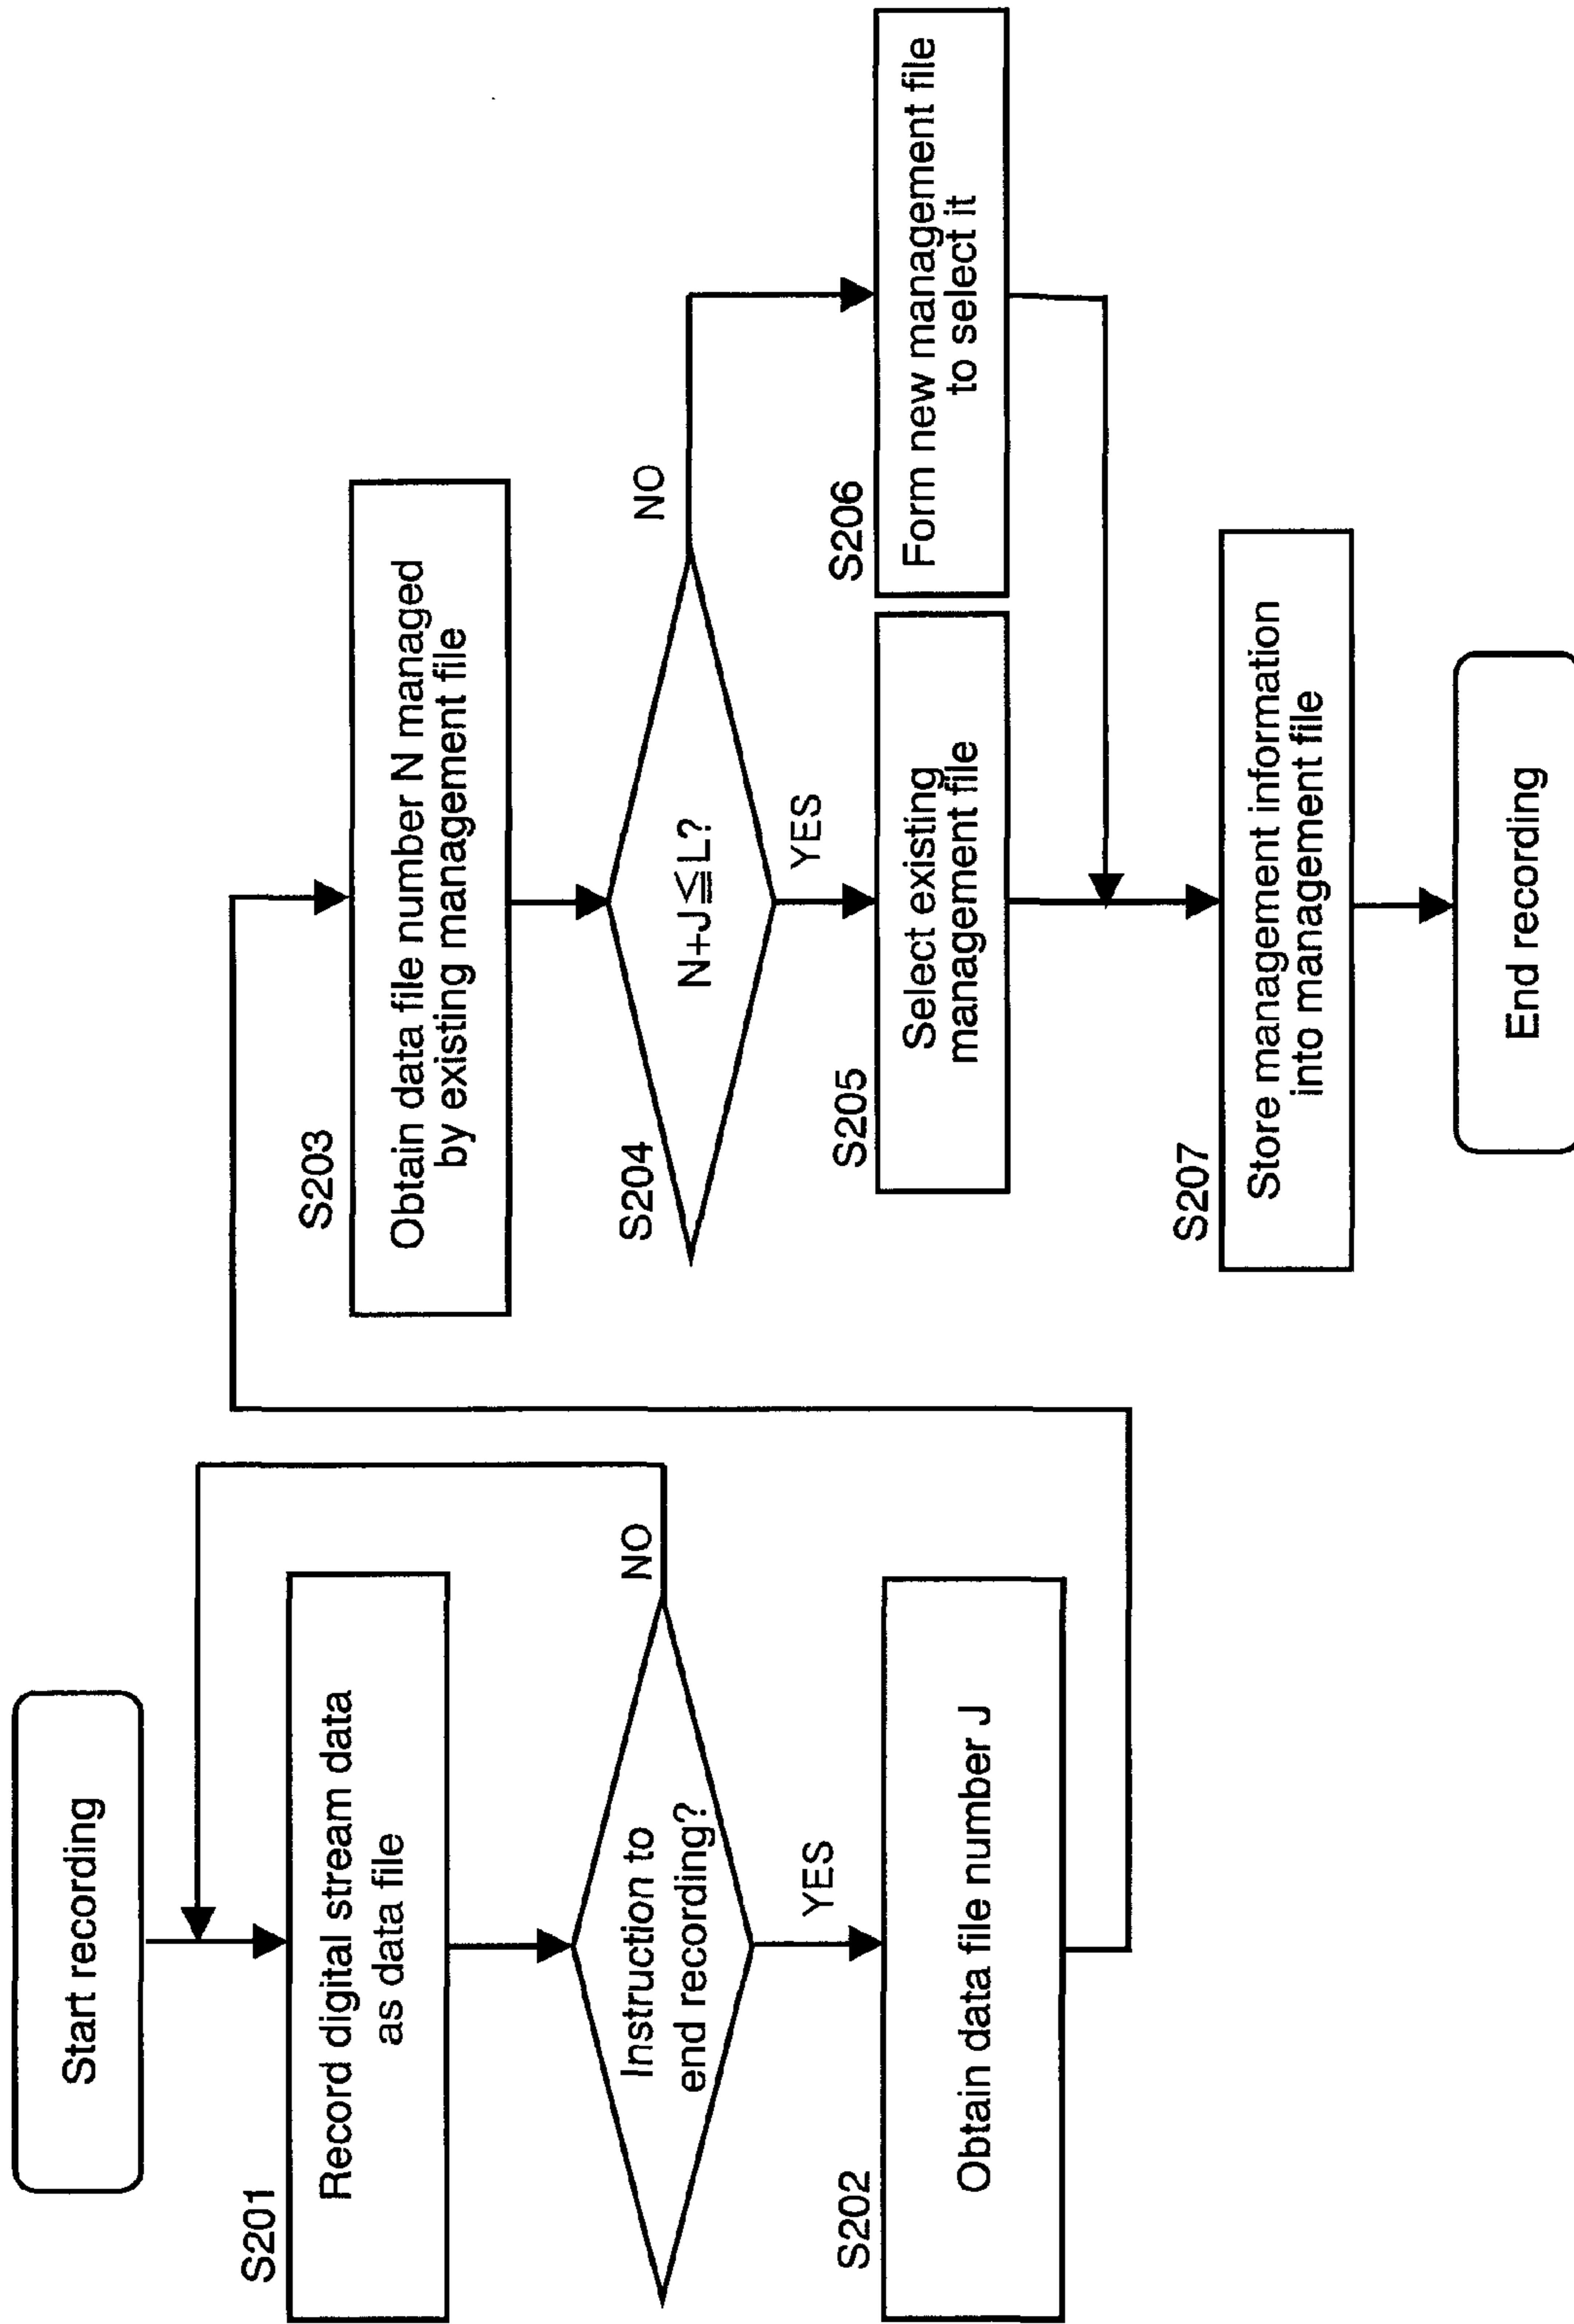 Start recording
S201
Record digital stream data
as data file
Instruction to
end recording?
NO
YES
S202
Obtain data file number J
S203
Obtain data file number N managed
by existing management file
S204
N+J≦L?
NO
YES
S205
Select existing
management file
S206
Form new management file
to select it
S207
Store management information
into management file
End recording